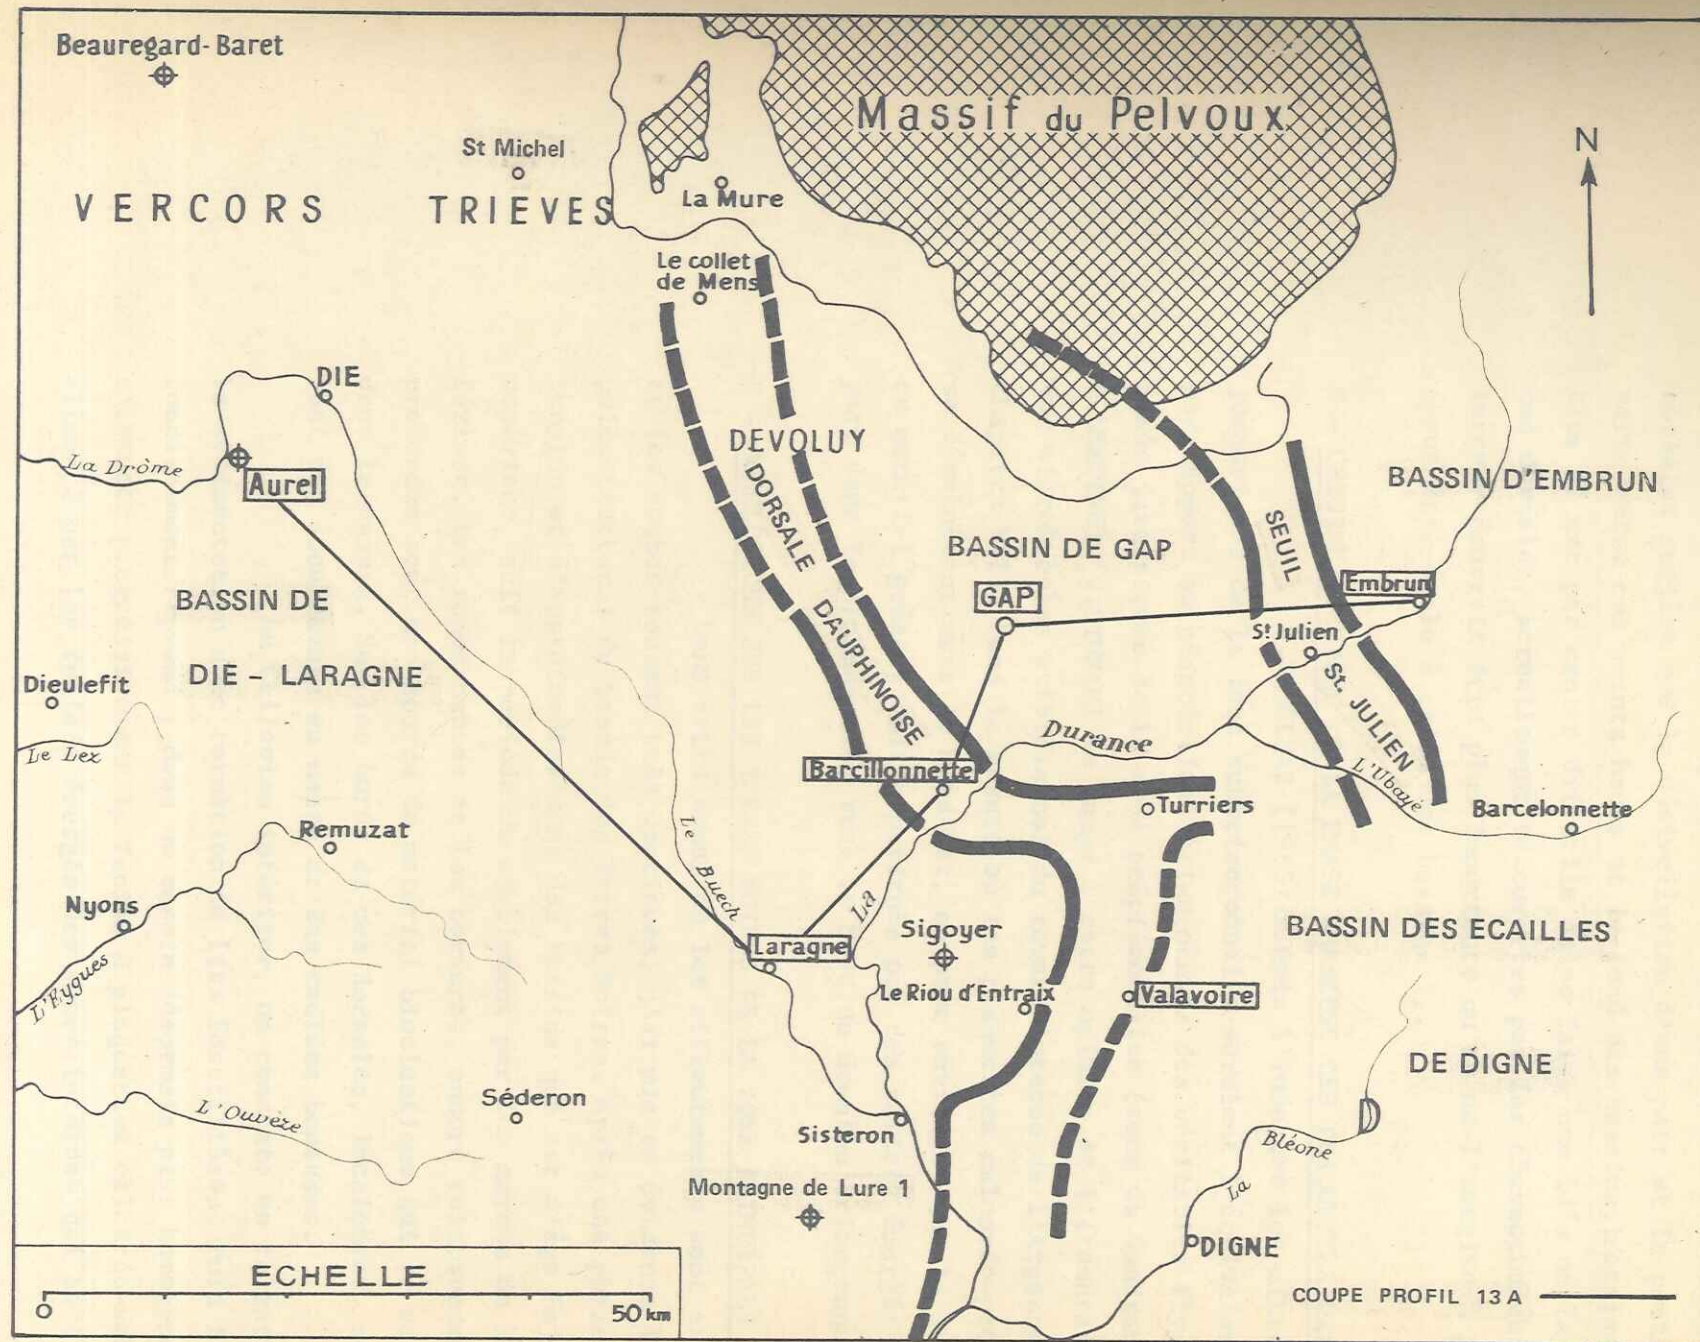 Beauregard-Baret
Massif du Pelvoux
N
St Michel
VERCORS
TRIEVES
La Mure
Le collet
de Mens
DIE
La Drôme
Aurel
DEVOLUY
DORSALE
DAUPHINOISE
BASSIN D'EMBRUN
SEUIL
BASSIN DE GAP
GAP
Embrun
St Julien
St. JULIEN
BASSIN DE
DIE - LARAGNE
Dieulefit
Le Lez
Durance
L'Ubaye
Barcillonnette
Turriers
Barcelonnette
Remuzat
Le Buech
Nyons
L'Eygues
La
Laragne
Sigoyer
BASSIN DES ECAILLES
Le Riou d'Entraix
Valavoire
DE DIGNE
L'Ouvèze
Séderon
Sisteron
Bléone
La
Montagne de Lure 1
DIGNE
ECHELLE
0 50 km
COUPE PROFIL 13 A